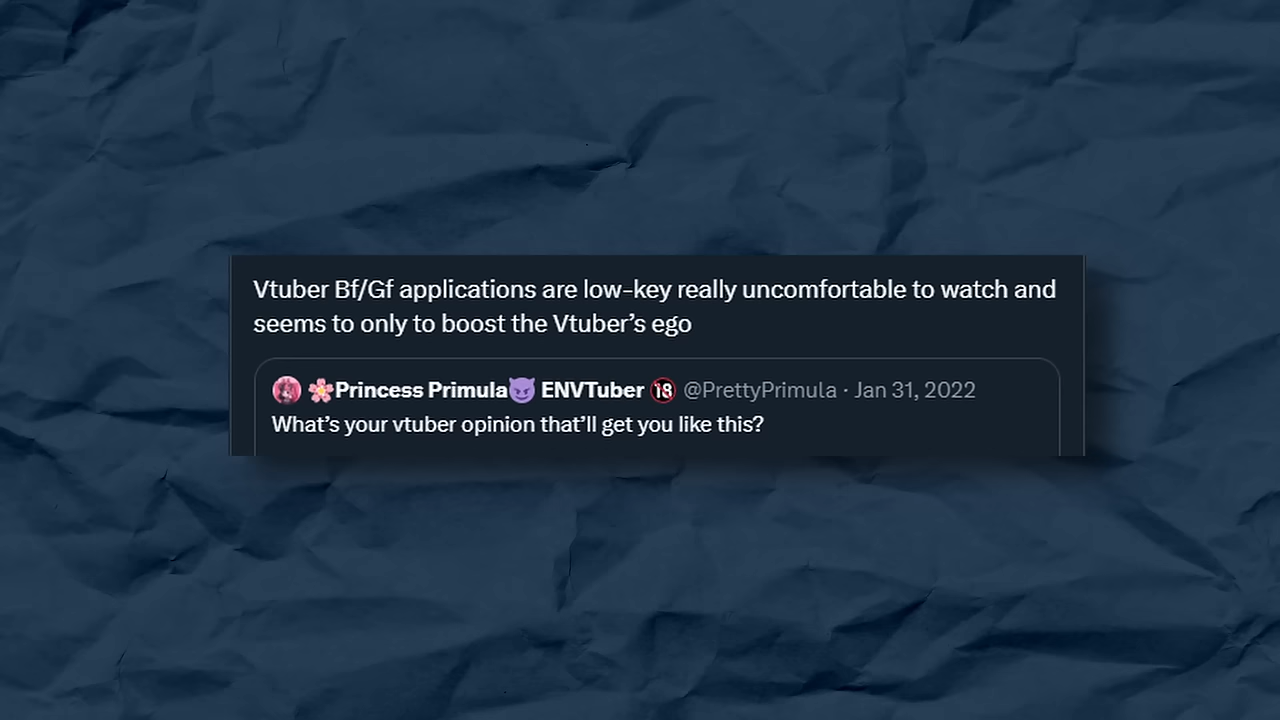 Vtuber Bf/Gf applications are low-key really uncomfortable to watch and
seems to only to boost the Vtuber’s ego
🌸Princess Primula😈 ENVTuber 🔞 @PrettyPrimula · Jan 31, 2022
What’s your vtuber opinion that’ll get you like this?